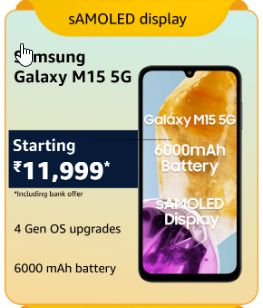 sAMOLED display
Samsung
Galaxy M15 5G
Starting
₹11,999*
*Including bank offer
4 Gen OS upgrades
6000 mAh battery
Galaxy M15 5G
6000mAh
Battery
sAMOLED
Display